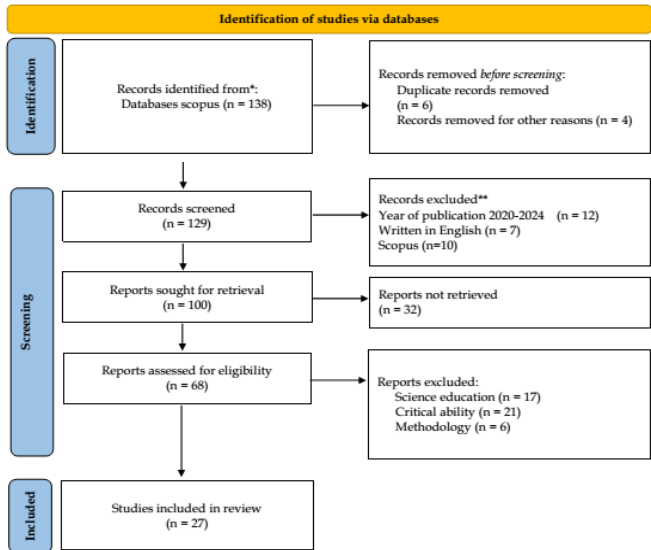 Identification of studies via databases
Identification
Records identified from*:
Databases scopus (n = 138)
Records removed before screening:
Duplicate records removed
(n = 6)
Records removed for other reasons (n = 4)
Screening
Records screened
(n = 129)
Records excluded**
Year of publication 2020-2024 (n = 12)
Written in English (n = 7)
Scopus (n=10)
Reports sought for retrieval
(n = 100)
Reports not retrieved
(n = 32)
Reports assessed for eligibility
(n = 68)
Reports excluded:
Science education (n = 17)
Critical ability (n = 21)
Methodology (n = 6)
Included
Studies included in review
(n = 27)